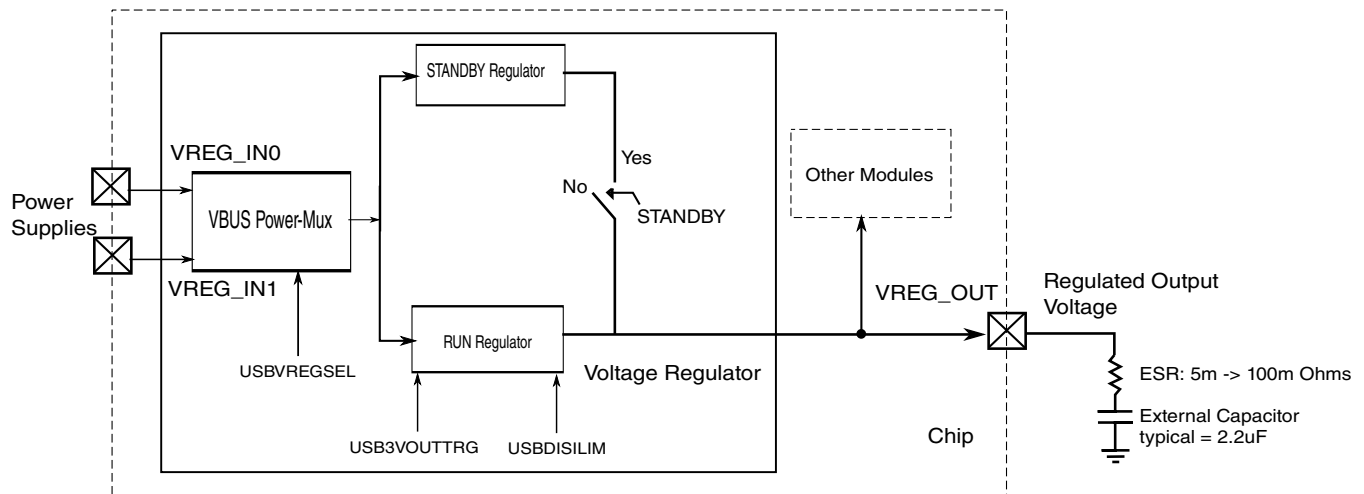 STANDBY Regulator
VREG_IN0
Yes
Other Modules
No
Power
Supplies
VBUS Power-Mux
STANDBY
VREG_IN1
VREG_OUT
Regulated Output
Voltage
RUN Regulator
USBVREGSEL
Voltage Regulator
ESR: 5m -> 100m Ohms
External Capacitor
typical = 2.2uF
USB3VOUTTRG
USBDISILIM
Chip